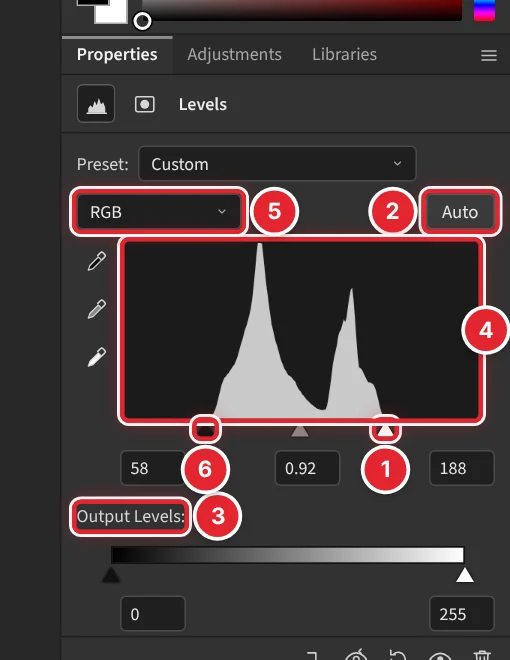 Properties Adjustments Libraries
Levels
Preset: Custom
RGB 5 2 Auto
4
6 1
58 0.92 188
Output Levels: 3
0 255